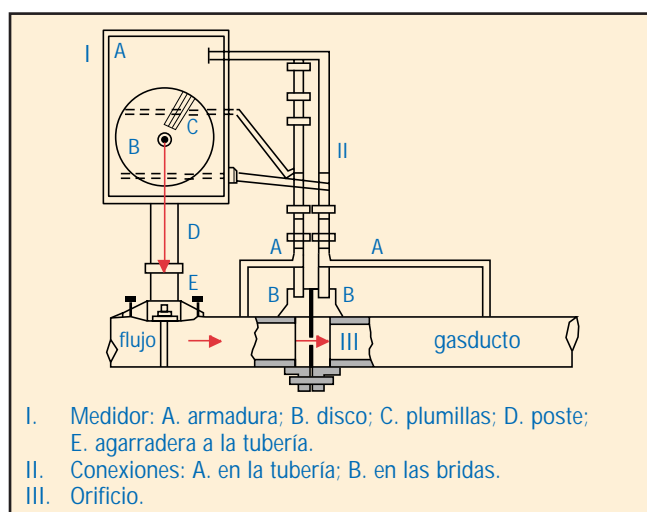 I
A
B
C
II
D
E
A
A
B
B
flujo
III
gasducto
I. Medidor: A. armadura; B. disco; C. plumillas; D. poste;
E. agarradera a la tubería.
II. Conexiones: A. en la tubería; B. en las bridas.
III. Orificio.